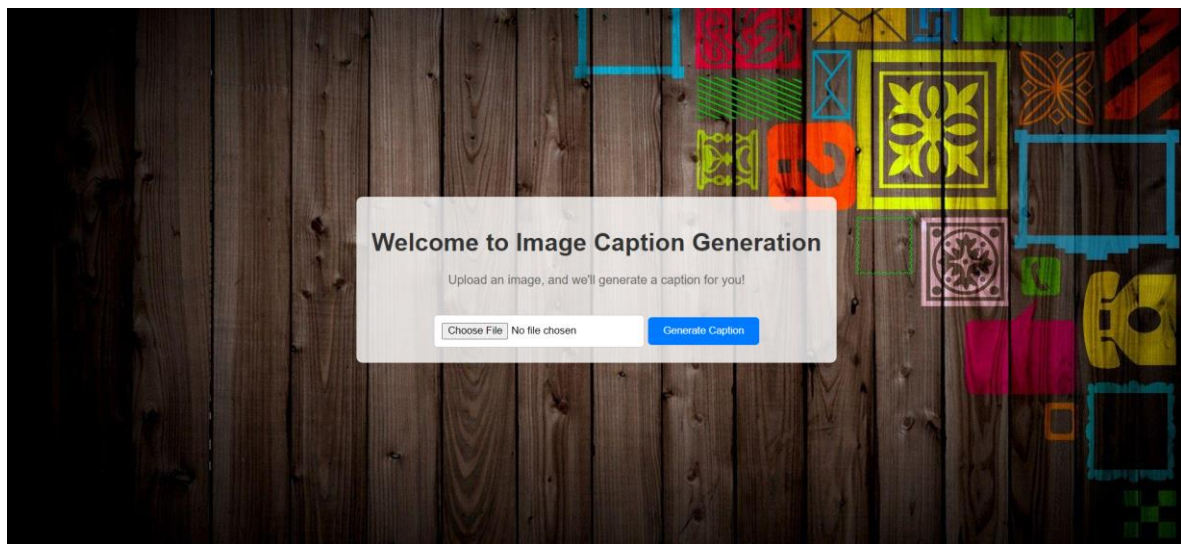 Welcome to Image Caption Generation
Upload an image, and we'll generate a caption for you!
Choose File No file chosen Generate Caption